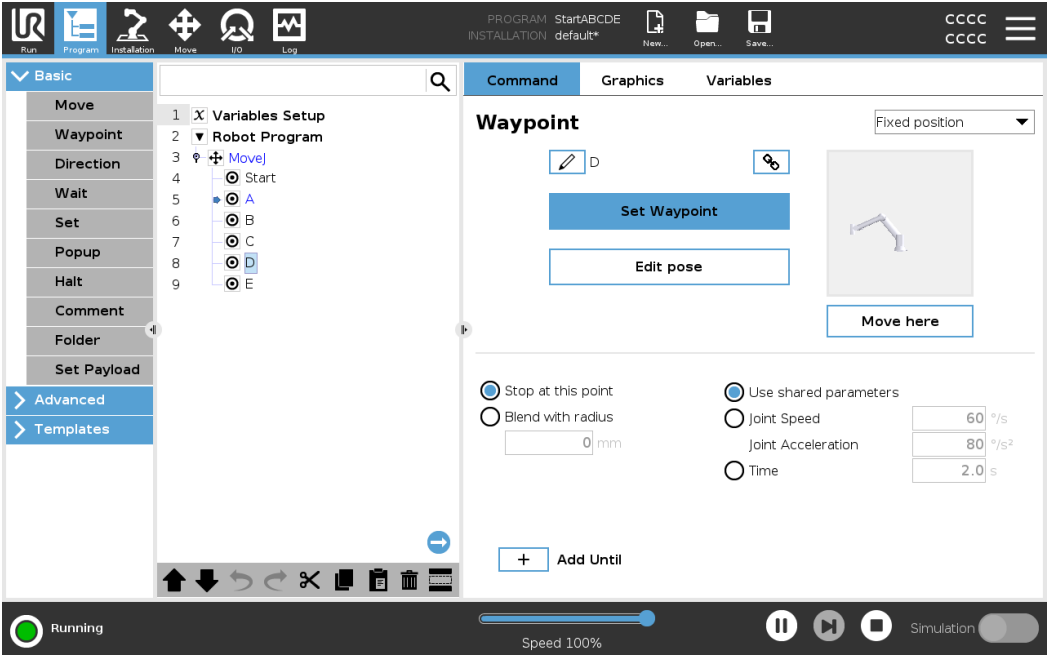 UR
Run
Program
Installation
Move
I/O
Log
PROGRAM StartABCDE
INSTALLATION default*
New...
Open...
Save...
CCCC
CCCC
Basic
Move
Waypoint
Direction
Wait
Set
Popup
Halt
Comment
Folder
Set Payload
Advanced
Templates
1 X Variables Setup
2 Robot Program
3 MoveJ
4 Start
5 A
6 B
7 C
8 D
9 E
Command Graphics Variables
Waypoint
Fixed position
D
Set Waypoint
Edit pose
Move here
Stop at this point
Blend with radius
0 mm
Use shared parameters
Joint Speed 60 °/s
Joint Acceleration 80 °/s²
Time 2.0 s
+ Add Until
Running
Speed 100%
Simulation